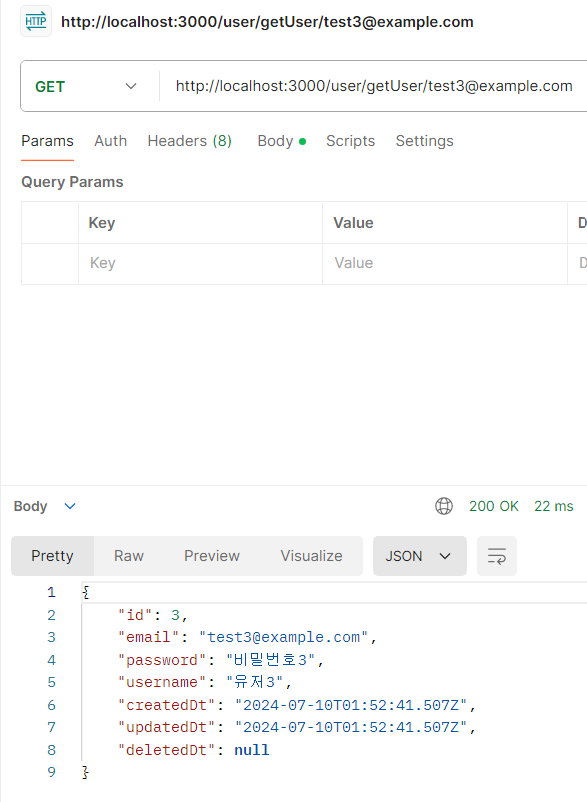 HTTP http://localhost:3000/user/getUser/test3@example.com
GET http://localhost:3000/user/getUser/test3@example.com
Params Auth Headers (8) Body Scripts Settings
Query Params
Key Value D
Key Value D
Body 200 OK 22 ms
Pretty Raw Preview Visualize JSON
1 {
2 "id": 3,
3 "email": "test3@example.com",
4 "password": "비밀번호3",
5 "username": "유저3",
6 "createdDt": "2024-07-10T01:52:41.507Z",
7 "updatedDt": "2024-07-10T01:52:41.507Z",
8 "deletedDt": null
9 }